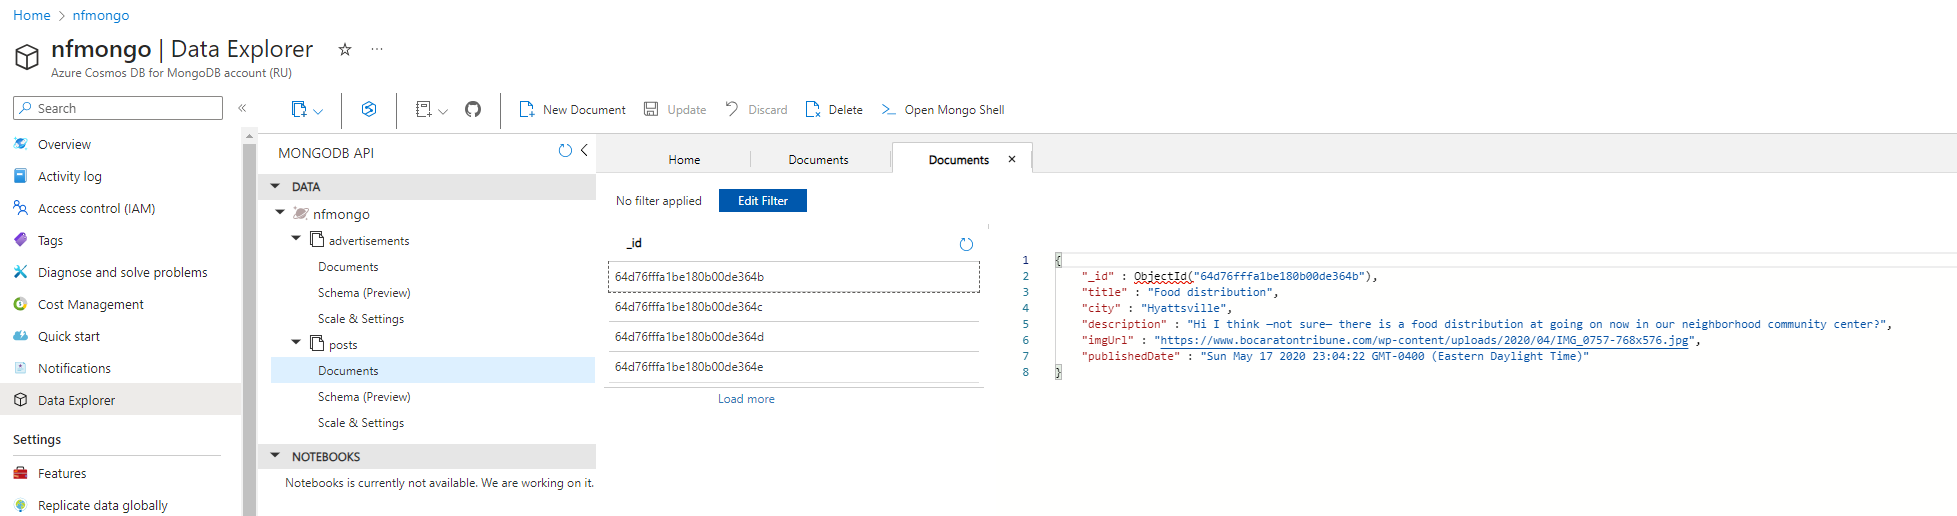 Home > nfmongo
nfmongo | Data Explorer ...
Azure Cosmos DB for MongoDB account (RU)
Search
Overview
Activity log
Access control (IAM)
Tags
Diagnose and solve problems
Cost Management
Quick start
Notifications
Data Explorer
Settings
Features
Replicate data globally
New Document Update Discard Delete Open Mongo Shell
MONGODB API
DATA
nfmongo
advertisements
Documents
Schema (Preview)
Scale & Settings
posts
Documents
Schema (Preview)
Scale & Settings
NOTEBOOKS
Notebooks is currently not available. We are working on it.
Home Documents Documents
No filter applied Edit Filter
_id
64d76fffa1be180b00de364b
64d76fffa1be180b00de364c
64d76fffa1be180b00de364d
64d76fffa1be180b00de364e
Load more
1 {
2 "_id" : ObjectId("64d76fffa1be180b00de364b"),
3 "title" : "Food distribution",
4 "city" : "Hyattsville",
5 "description" : "Hi I think —not sure— there is a food distribution at going on now in our neighborhood community center?",
6 "imgUrl" : "https://www.bocaratontribune.com/wp-content/uploads/2020/04/IMG_0757-768x576.jpg",
7 "publishedDate" : "Sun May 17 2020 23:04:22 GMT-0400 (Eastern Daylight Time)"
8 }